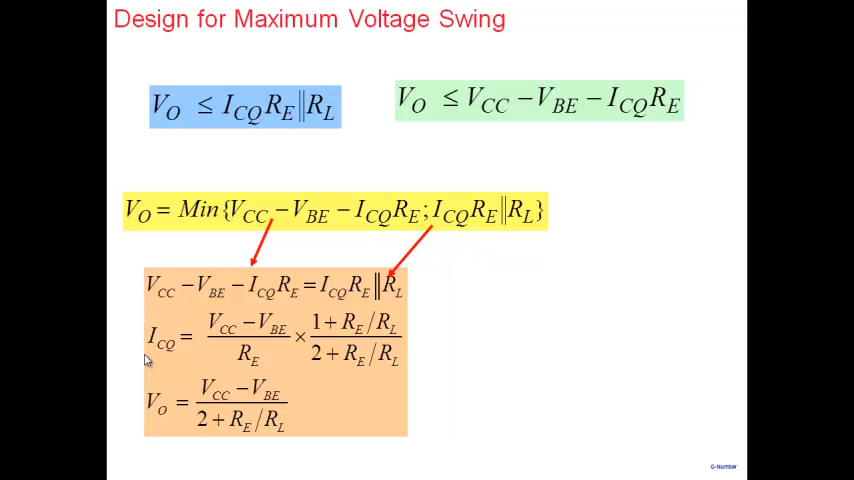 Design for Maximum Voltage Swing
V_O ≤ I_CQ R_E||R_L
V_O ≤ V_CC − V_BE − I_CQ R_E
V_O = Min{V_CC − V_BE − I_CQ R_E; I_CQ R_E||R_L}
V_CC − V_BE − I_CQ R_E = I_CQ R_E||R_L
I_CQ = (V_CC − V_BE)/R_E × (1 + R_E/R_L)/(2 + R_E/R_L)
V_O = (V_CC − V_BE)/(2 + R_E/R_L)
G-Number